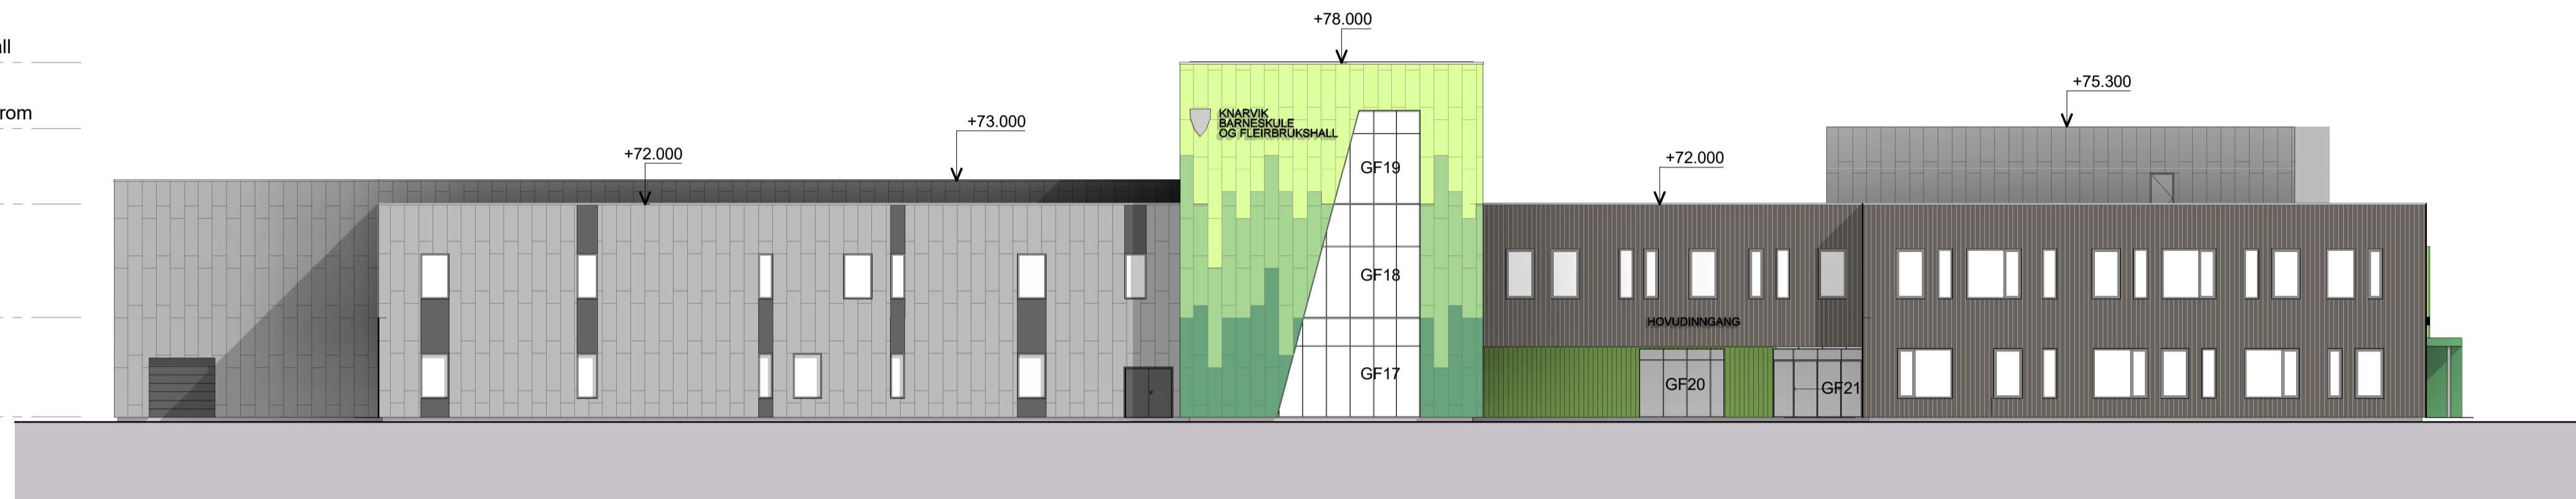 +78.000
all
+75.300
rom
+73.000
KNARVIK
BARNESKULE
OG FLEIRBRUKSHALL
+72.000
+72.000
GF19
GF18
HOVUDINNGANG
GF17
GF20
GF21